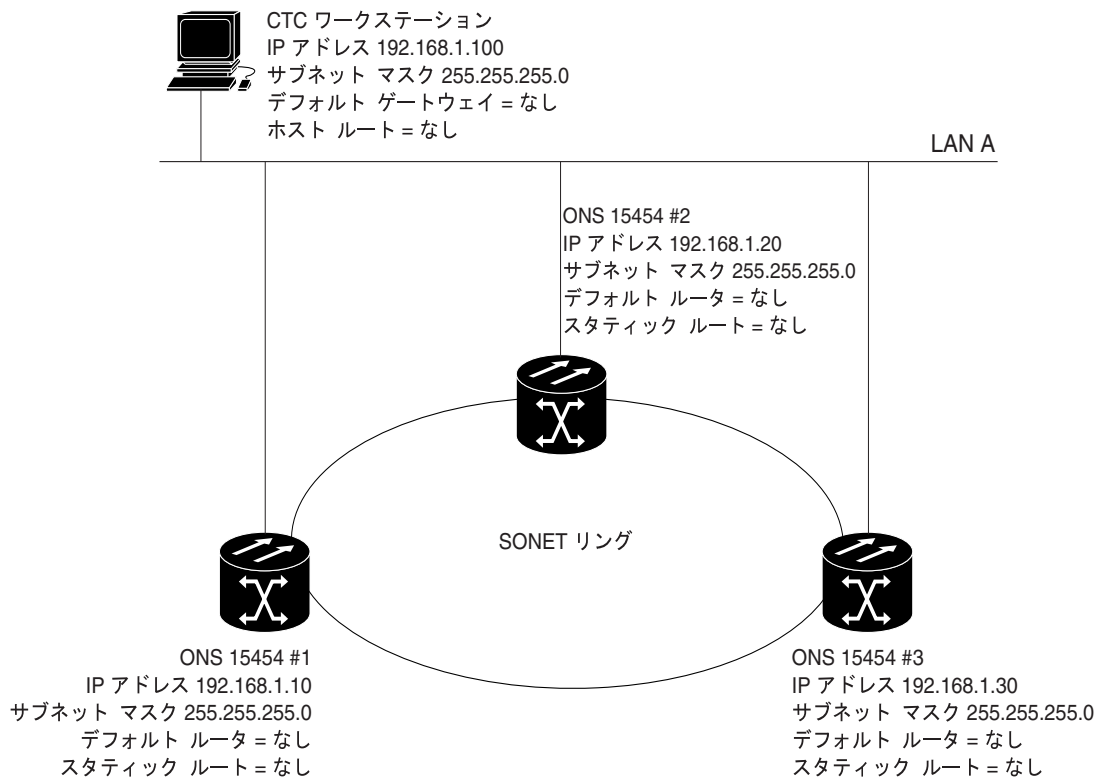 CTC ワークステーション
IP アドレス 192.168.1.100
サブネット マスク 255.255.255.0
デフォルト ゲートウェイ = なし
ホスト ルート = なし
LAN A
ONS 15454 #2
IP アドレス 192.168.1.20
サブネット マスク 255.255.255.0
デフォルト ルータ = なし
スタティック ルート = なし
SONET リング
ONS 15454 #1
IP アドレス 192.168.1.10
サブネット マスク 255.255.255.0
デフォルト ルータ = なし
スタティック ルート = なし
ONS 15454 #3
IP アドレス 192.168.1.30
サブネット マスク 255.255.255.0
デフォルト ルータ = なし
スタティック ルート = なし